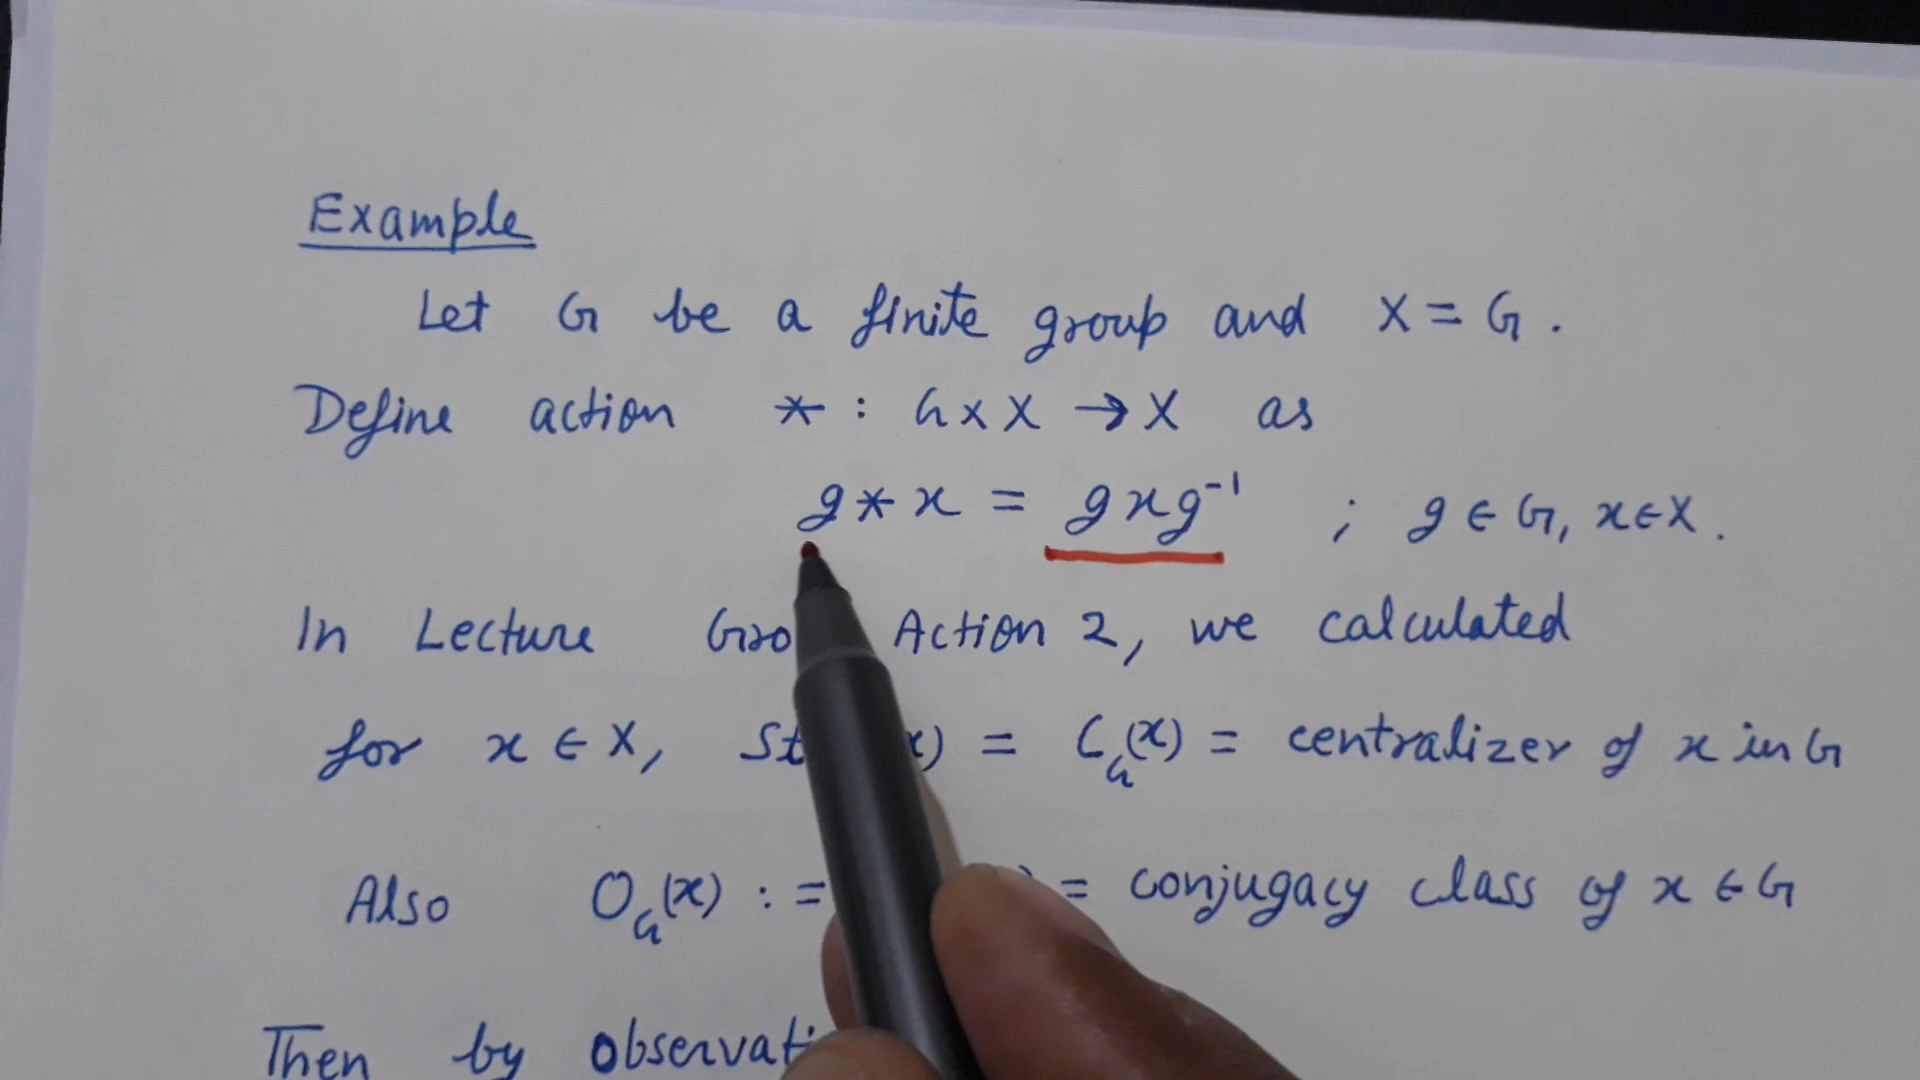 Example
Let G be a finite group and X = G.
Define action * : G x X → X as
g * x = g x g⁻¹ ; g ∈ G, x ∈ X.
In Lecture Action 2, we calculated
for x ∈ X, = C_G(x) = centralizer of x in G
Also O_G(x) := = conjugacy class of x ∈ G
Then by